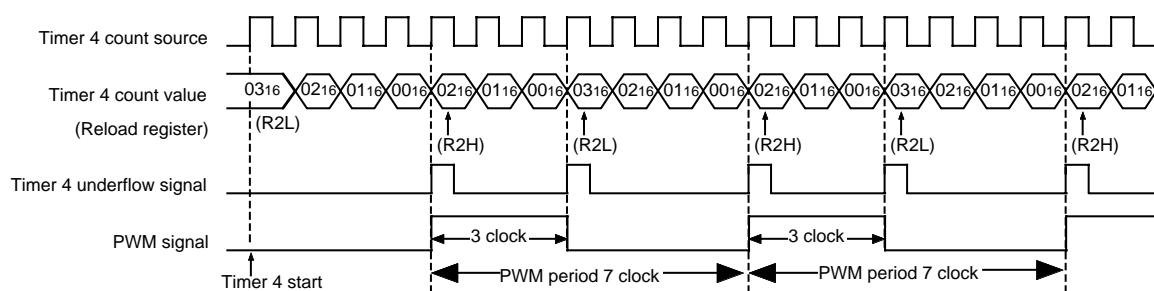 Timer 4 count source
Timer 4 count value
0316 0216 0116 0016 0216 0116 0016 0316 0216 0116 0016 0216 0116 0016 0316 0216 0116 0016 0216 0116
(Reload register)
(R2L) (R2H) (R2L) (R2H) (R2L) (R2H)
Timer 4 underflow signal
PWM signal
3 clock 3 clock
Timer 4 start
PWM period 7 clock PWM period 7 clock